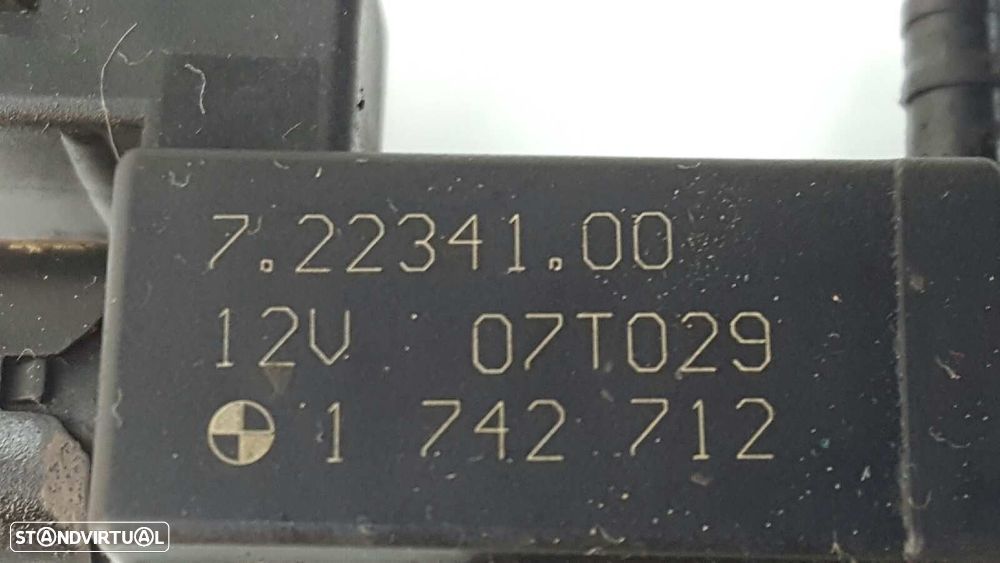 7.22341.00
12V 07T029
1 742 712
STANDVIRTUAL